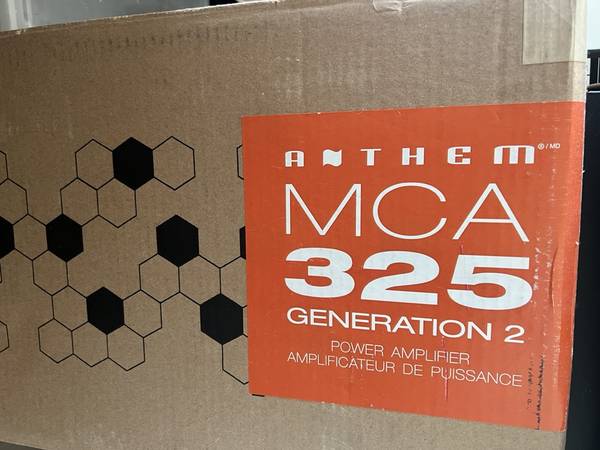 ANTHEM ®/MD
MCA
325
GENERATION 2
POWER AMPLIFIER
AMPLIFICATEUR DE PUISSANCE